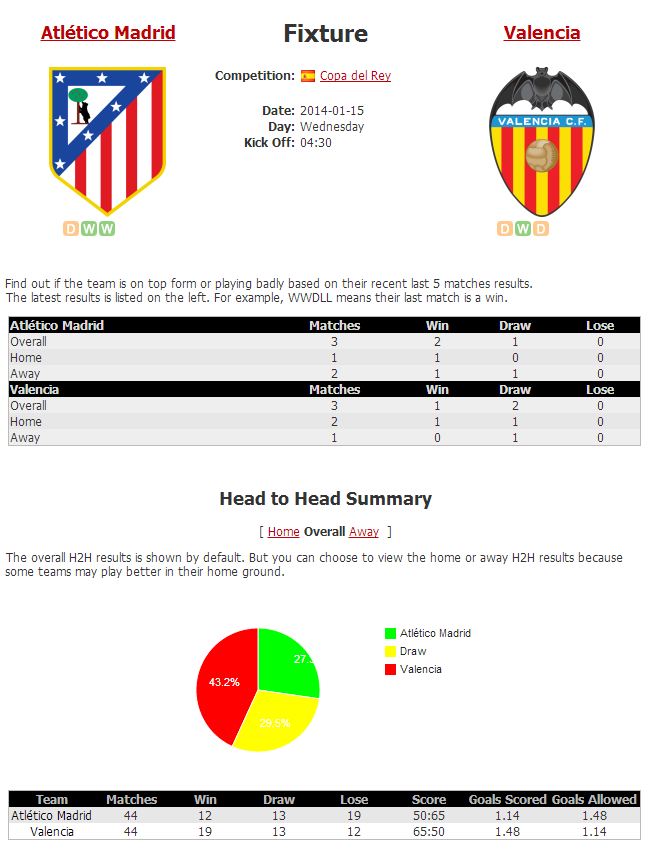 Atlético Madrid
Fixture
Valencia
Competition: Copa del Rey
Date: 2014-01-15
Day: Wednesday
Kick Off: 04:30
VALENCIA C.F.
D W W
D W D
Find out if the team is on top form or playing badly based on their recent last 5 matches results.
The latest results is listed on the left. For example, WWDLL means their last match is a win.
Atlético Madrid Matches Win Draw Lose
Overall 3 2 1 0
Home 1 1 0 0
Away 2 1 1 0
Valencia Matches Win Draw Lose
Overall 3 1 2 0
Home 2 1 1 0
Away 1 0 1 0
Head to Head Summary
[ Home Overall Away ]
The overall H2H results is shown by default. But you can choose to view the home or away H2H results because
some teams may play better in their home ground.
43.2%
29.5%
Atlético Madrid
Draw
Valencia
Team Matches Win Draw Lose Score Goals Scored Goals Allowed
Atlético Madrid 44 12 13 19 50:65 1.14 1.48
Valencia 44 19 13 12 65:50 1.48 1.14